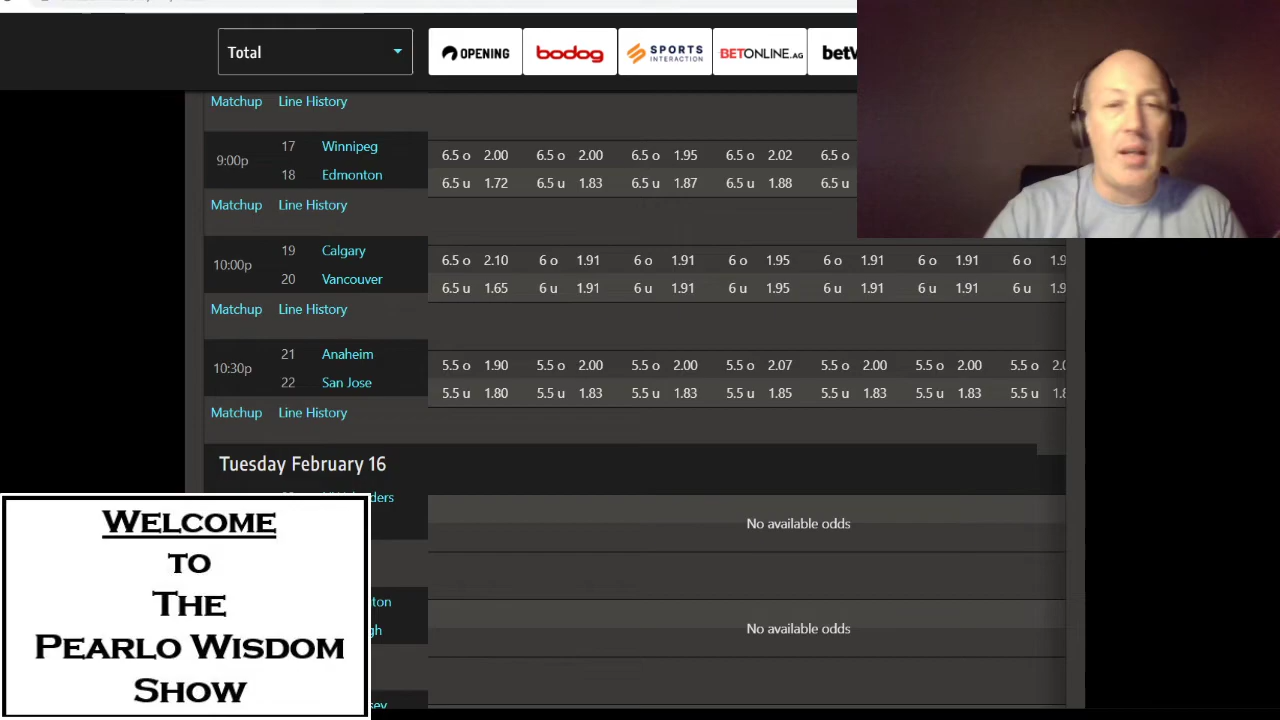 Total
OPENING
bodog
SPORTS INTERACTION
BETONLINE.AG
Matchup Line History
9:00p
17 Winnipeg
18 Edmonton
6.5 o 2.00 6.5 o 2.00 6.5 o 1.95 6.5 o 2.02 6.5 o
6.5 u 1.72 6.5 u 1.83 6.5 u 1.87 6.5 u 1.88 6.5 u
Matchup Line History
10:00p
19 Calgary
20 Vancouver
6.5 o 2.10 6 o 1.91 6 o 1.91 6 o 1.95 6 o 1.91 6 o 1.91 6 o
6.5 u 1.65 6 u 1.91 6 u 1.91 6 u 1.95 6 u 1.91 6 u 1.91 6 u
Matchup Line History
10:30p
21 Anaheim
22 San Jose
5.5 o 1.90 5.5 o 2.00 5.5 o 2.00 5.5 o 2.07 5.5 o 2.00 5.5 o 2.00 5.5 o
5.5 u 1.80 5.5 u 1.83 5.5 u 1.83 5.5 u 1.85 5.5 u 1.83 5.5 u 1.83 5.5 u
Matchup Line History
Tuesday February 16
No available odds
No available odds
Welcome
to
The
Pearlo Wisdom
Show